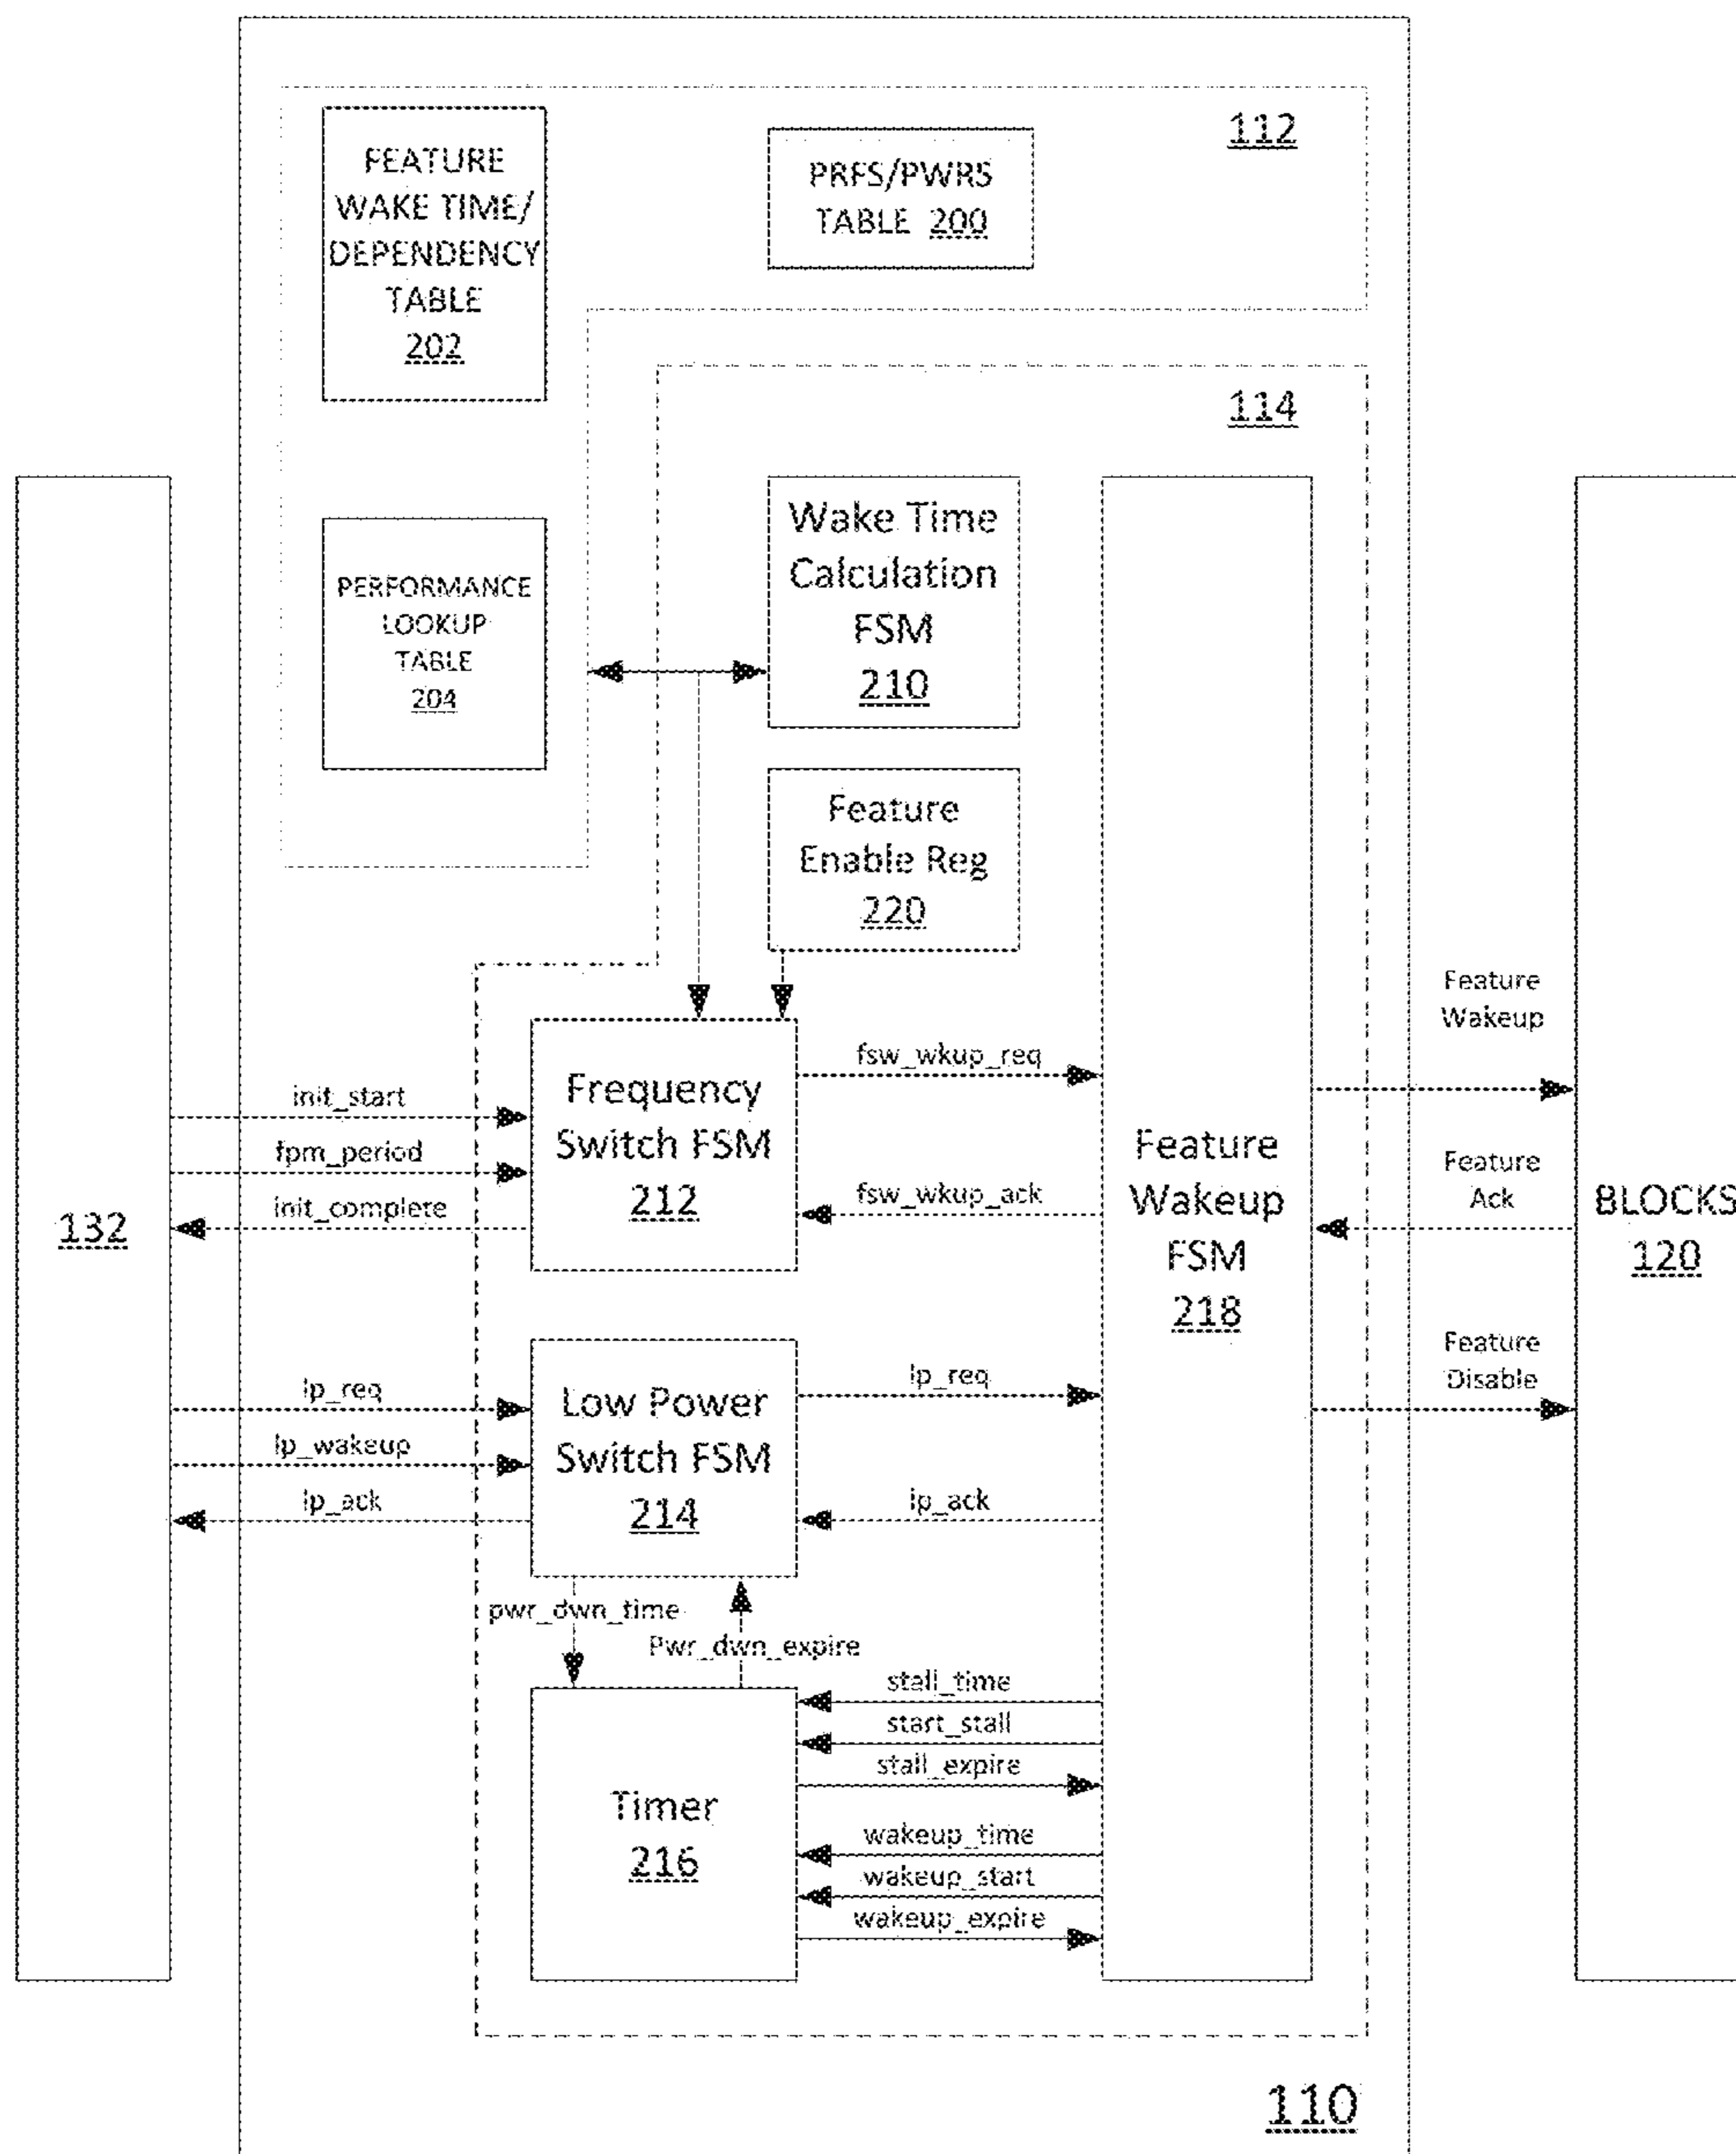 112
FEATURE
WAKE TIME/
DEPENDENCY
TABLE
202
PRFS/PWRS
TABLE 200
114
PERFORMANCE
LOOKUP
TABLE
204
Wake Time
Calculation
FSM
210
Feature
Enable Reg
220
132
init_start
fpm_period
init_complete
Frequency
Switch FSM
212
fsw_wkup_req
fsw_wkup_ack
Feature
Wakeup
FSM
218
Feature
Wakeup
Feature
Ack
Feature
Disable
BLOCKS
120
lp_req
lp_wakeup
lp_ack
Low Power
Switch FSM
214
lp_req
lp_ack
pwr_dwn_time
Pwr_dwn_expire
Timer
216
stall_time
start_stall
stall_expire
wakeup_time
wakeup_start
wakeup_expire
110